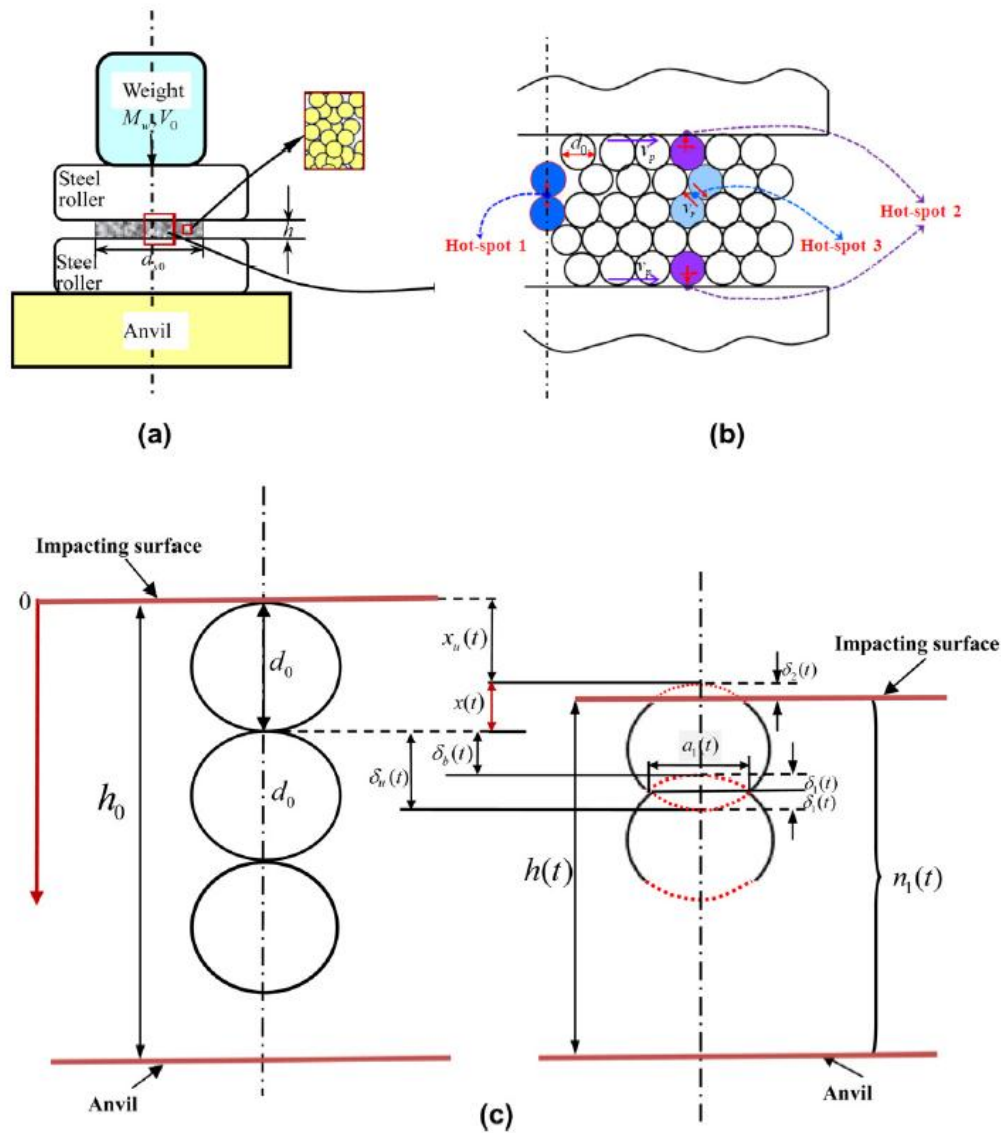 Weight
M_w, V_0
Steel
roller
h
d_s0
Steel
roller
Anvil
(a)
d_0
v_p
Hot-spot 2
v_r
Hot-spot 1
Hot-spot 3
v_p
(b)
Impacting surface
0
x_u(t)
d_0
x(t)
δ_2(t)
Impacting surface
δ_b(t)
a_1(t)
δ_u(t)
δ_1(t)
δ_1(t)
h_0
d_0
h(t)
n_1(t)
Anvil
Anvil
(c)